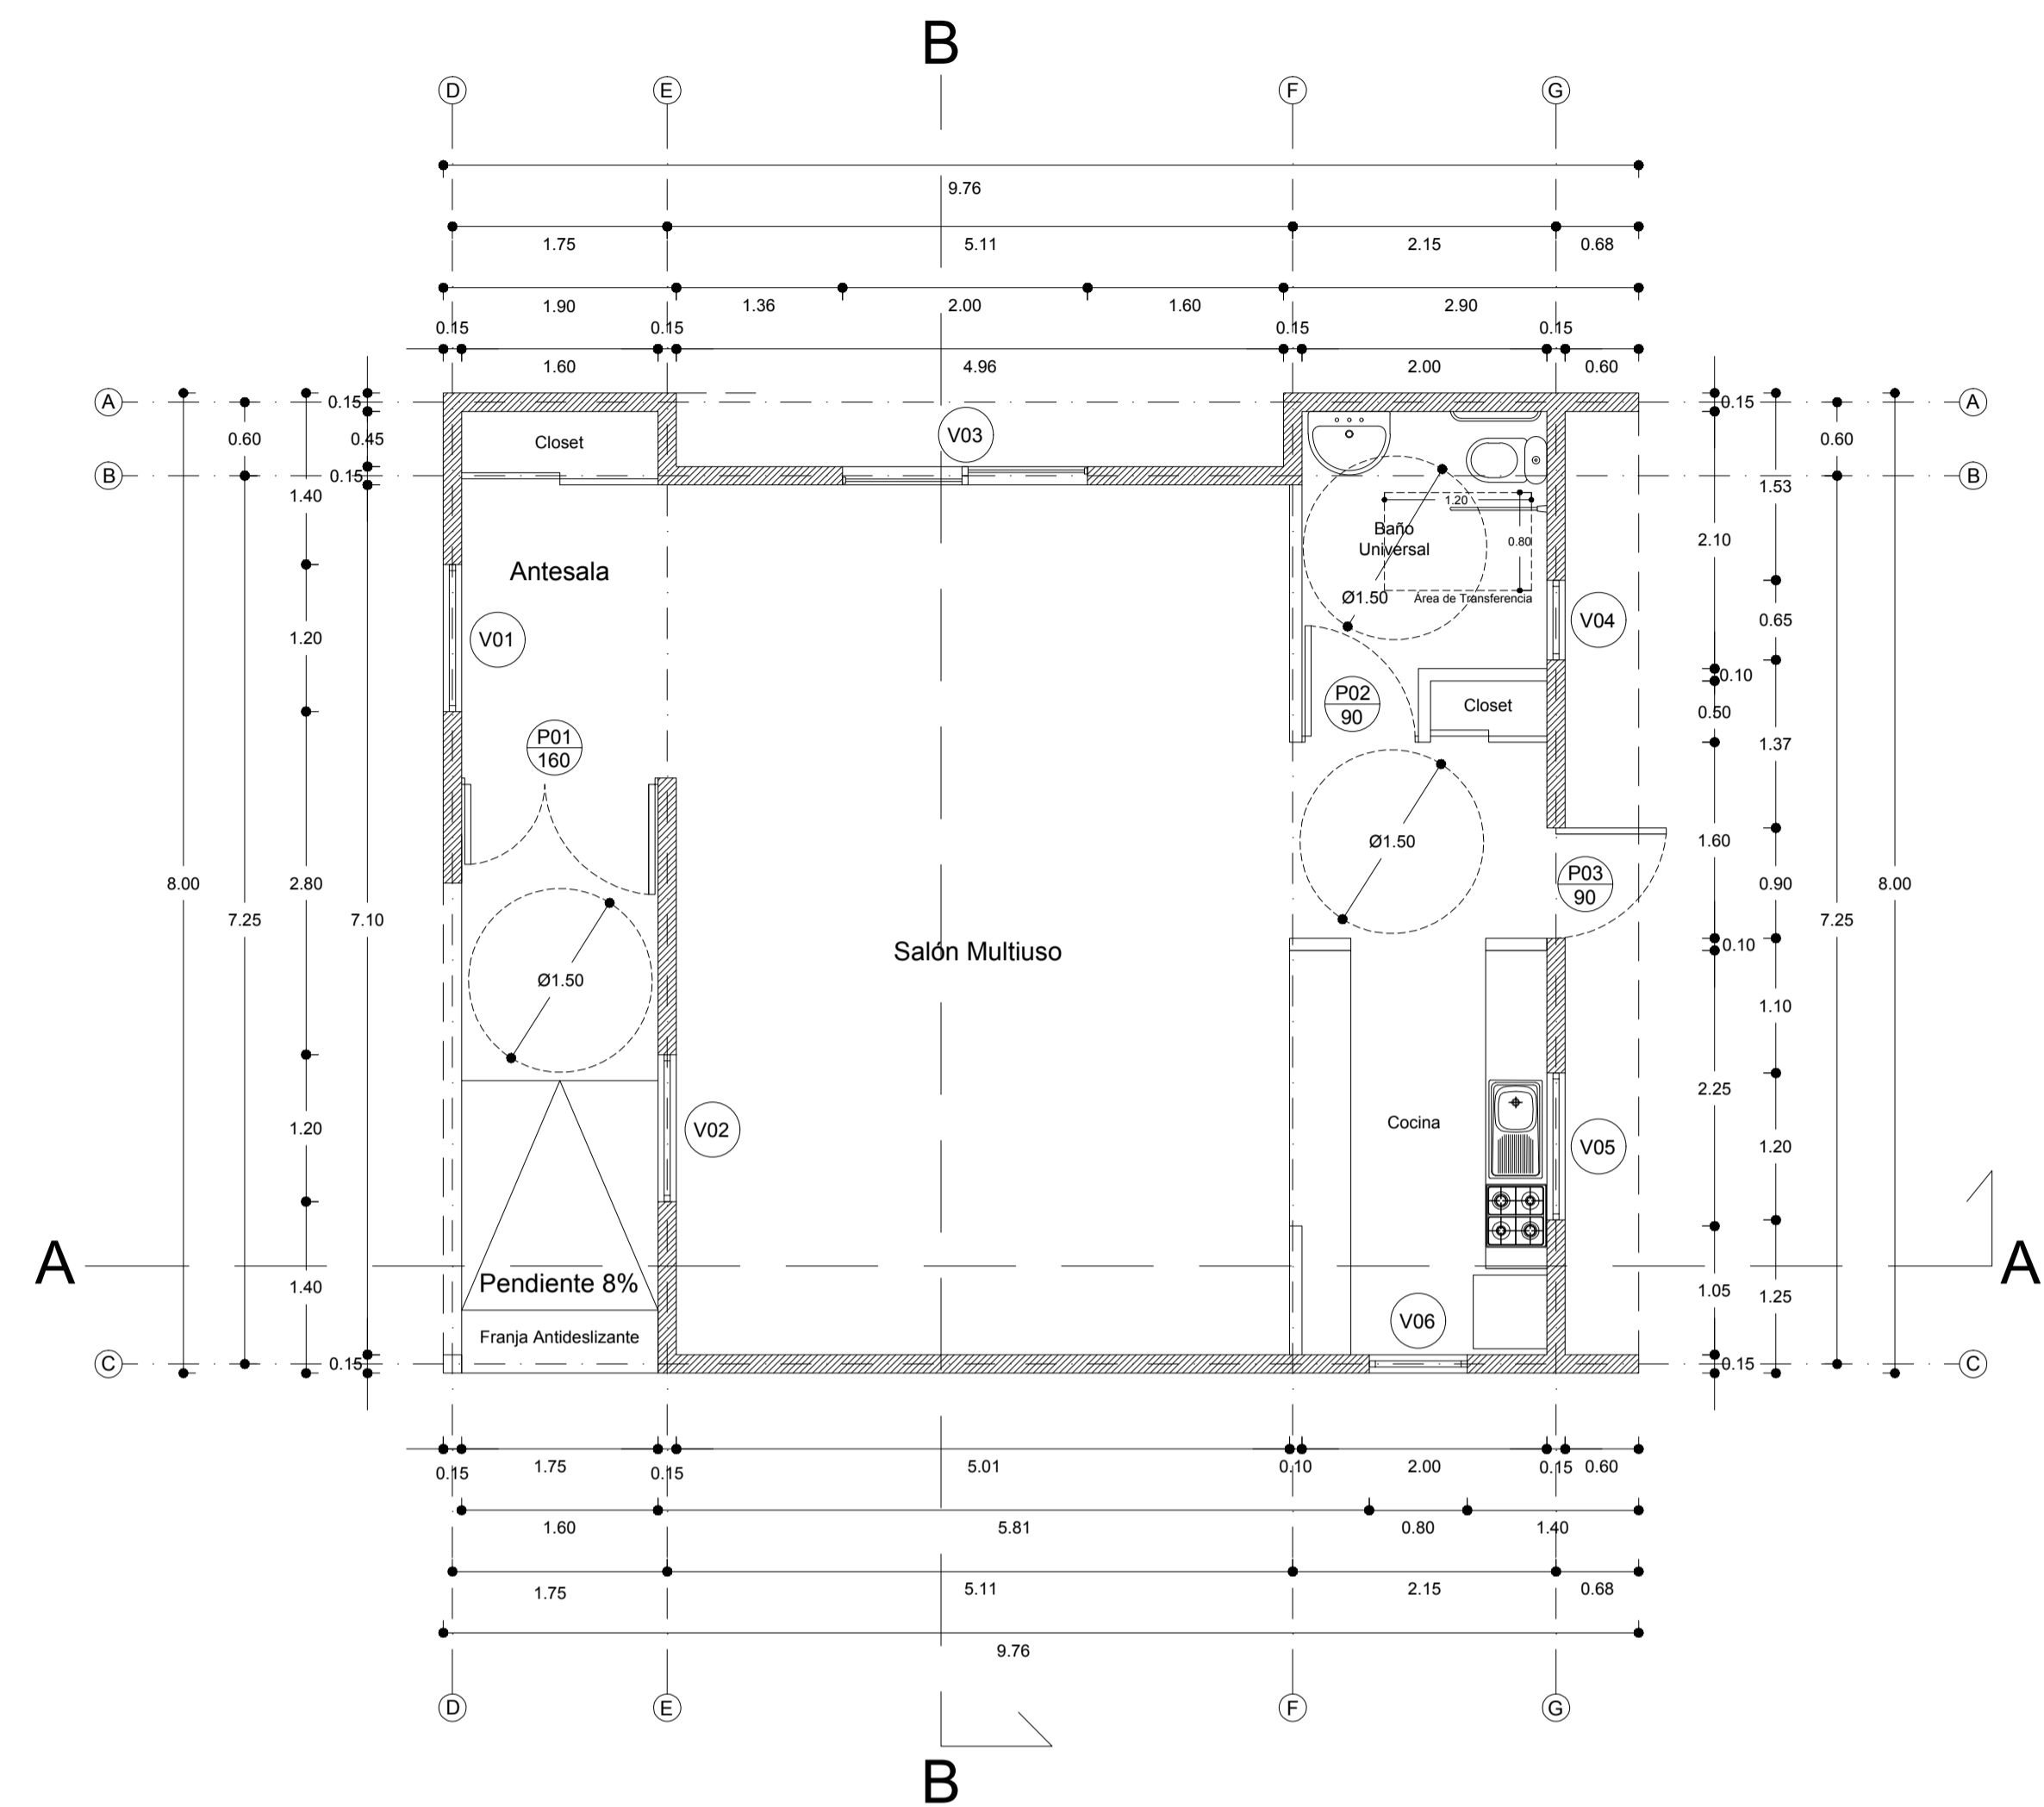 B
D E F G
9.76
1.75 5.11 2.15 0.68
1.90 1.36 2.00 1.60 2.90
0.15 0.15 0.15 0.15
1.60 4.96 2.00 0.60
A 0.15 0.15 A
0.60 0.45 Closet V03 0.60
B 0.15 B
1.40 1.53
1.20
Baño
Universal
0.80 2.10
Antesala
Ø1.50 Área de Transferencia
1.20 V01 V04 0.65
0.10
P02
90
Closet 0.50
P01
160
1.37
Ø1.50 1.60
8.00 2.80 P03
90
0.90 8.00
7.25 7.10 7.25
Salón Multiuso 0.10
Ø1.50
1.10
2.25
Cocina
1.20 V02 V05 1.20
A A
1.40 Pendiente 8% 1.05 1.25
V06
Franja Antideslizante
C 0.15 0.15 C
0.15 1.75 0.15 5.01 0.10 2.00 0.15 0.60
1.60 5.81 0.80 1.40
1.75 5.11 2.15 0.68
9.76
D E F G
B